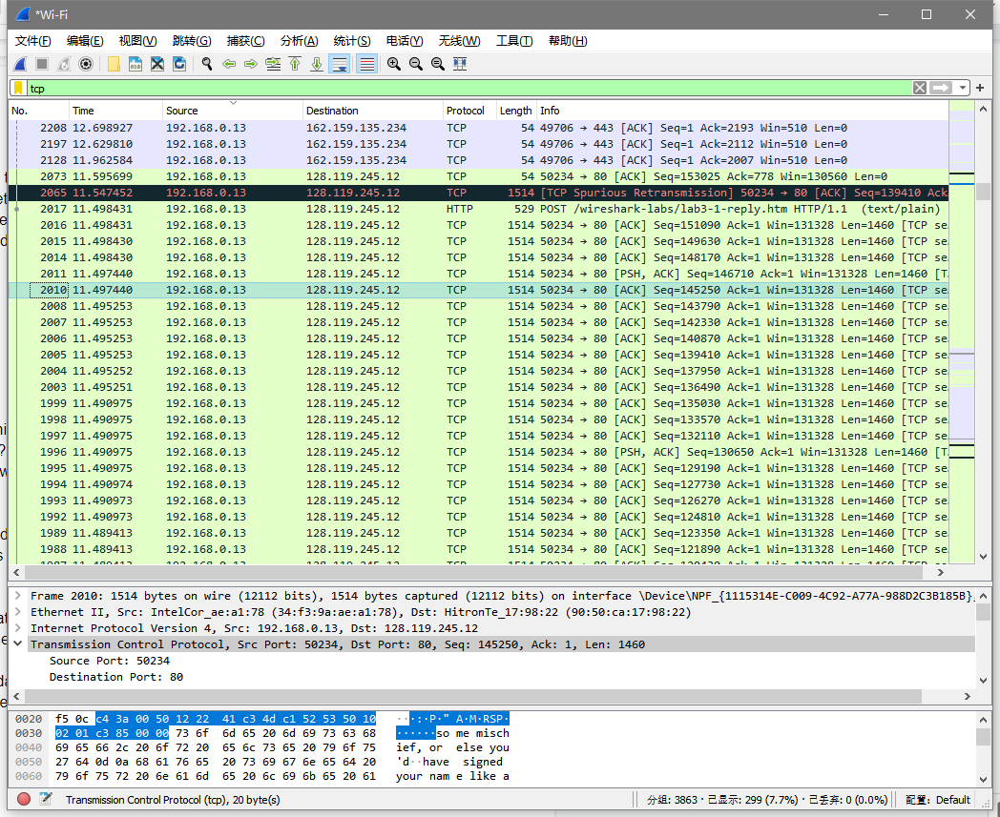 *Wi-Fi
文件(F) 编辑(E) 视图(V) 跳转(G) 捕获(C) 分析(A) 统计(S) 电话(Y) 无线(W) 工具(T) 帮助(H)
tcp
No. Time Source Destination Protocol Length Info
2208 12.698927 192.168.0.13 162.159.135.234 TCP 54 49706 → 443 [ACK] Seq=1 Ack=2193 Win=510 Len=0
2197 12.629810 192.168.0.13 162.159.135.234 TCP 54 49706 → 443 [ACK] Seq=1 Ack=2112 Win=510 Len=0
2128 11.962584 192.168.0.13 162.159.135.234 TCP 54 49706 → 443 [ACK] Seq=1 Ack=2007 Win=510 Len=0
2073 11.595699 192.168.0.13 128.119.245.12 TCP 54 50234 → 80 [ACK] Seq=153025 Ack=778 Win=130560 Len=0
2065 11.547452 192.168.0.13 128.119.245.12 TCP 1514 [TCP Spurious Retransmission] 50234 → 80 [ACK] Seq=139410 Ack
2017 11.498431 192.168.0.13 128.119.245.12 HTTP 529 POST /wireshark-labs/lab3-1-reply.htm HTTP/1.1 (text/plain)
2016 11.498431 192.168.0.13 128.119.245.12 TCP 1514 50234 → 80 [ACK] Seq=151090 Ack=1 Win=131328 Len=1460 [TCP se
2015 11.498430 192.168.0.13 128.119.245.12 TCP 1514 50234 → 80 [ACK] Seq=149630 Ack=1 Win=131328 Len=1460 [TCP se
2014 11.498430 192.168.0.13 128.119.245.12 TCP 1514 50234 → 80 [ACK] Seq=148170 Ack=1 Win=131328 Len=1460 [TCP se
2011 11.497440 192.168.0.13 128.119.245.12 TCP 1514 50234 → 80 [PSH, ACK] Seq=146710 Ack=1 Win=131328 Len=1460 [T
2010 11.497440 192.168.0.13 128.119.245.12 TCP 1514 50234 → 80 [ACK] Seq=145250 Ack=1 Win=131328 Len=1460 [TCP se
2008 11.495253 192.168.0.13 128.119.245.12 TCP 1514 50234 → 80 [ACK] Seq=143790 Ack=1 Win=131328 Len=1460 [TCP se
2007 11.495253 192.168.0.13 128.119.245.12 TCP 1514 50234 → 80 [ACK] Seq=142330 Ack=1 Win=131328 Len=1460 [TCP se
2006 11.495253 192.168.0.13 128.119.245.12 TCP 1514 50234 → 80 [ACK] Seq=140870 Ack=1 Win=131328 Len=1460 [TCP se
2005 11.495253 192.168.0.13 128.119.245.12 TCP 1514 50234 → 80 [ACK] Seq=139410 Ack=1 Win=131328 Len=1460 [TCP se
2004 11.495252 192.168.0.13 128.119.245.12 TCP 1514 50234 → 80 [ACK] Seq=137950 Ack=1 Win=131328 Len=1460 [TCP se
2003 11.495251 192.168.0.13 128.119.245.12 TCP 1514 50234 → 80 [ACK] Seq=136490 Ack=1 Win=131328 Len=1460 [TCP se
1999 11.490975 192.168.0.13 128.119.245.12 TCP 1514 50234 → 80 [ACK] Seq=135030 Ack=1 Win=131328 Len=1460 [TCP se
1998 11.490975 192.168.0.13 128.119.245.12 TCP 1514 50234 → 80 [ACK] Seq=133570 Ack=1 Win=131328 Len=1460 [TCP se
1997 11.490975 192.168.0.13 128.119.245.12 TCP 1514 50234 → 80 [ACK] Seq=132110 Ack=1 Win=131328 Len=1460 [TCP se
1996 11.490975 192.168.0.13 128.119.245.12 TCP 1514 50234 → 80 [PSH, ACK] Seq=130650 Ack=1 Win=131328 Len=1460 [T
1995 11.490975 192.168.0.13 128.119.245.12 TCP 1514 50234 → 80 [ACK] Seq=129190 Ack=1 Win=131328 Len=1460 [TCP se
1994 11.490974 192.168.0.13 128.119.245.12 TCP 1514 50234 → 80 [ACK] Seq=127730 Ack=1 Win=131328 Len=1460 [TCP se
1993 11.490973 192.168.0.13 128.119.245.12 TCP 1514 50234 → 80 [ACK] Seq=126270 Ack=1 Win=131328 Len=1460 [TCP se
1992 11.490973 192.168.0.13 128.119.245.12 TCP 1514 50234 → 80 [ACK] Seq=124810 Ack=1 Win=131328 Len=1460 [TCP se
1989 11.489413 192.168.0.13 128.119.245.12 TCP 1514 50234 → 80 [ACK] Seq=123350 Ack=1 Win=131328 Len=1460 [TCP se
1988 11.489413 192.168.0.13 128.119.245.12 TCP 1514 50234 → 80 [ACK] Seq=121890 Ack=1 Win=131328 Len=1460 [TCP se
Frame 2010: 1514 bytes on wire (12112 bits), 1514 bytes captured (12112 bits) on interface \Device\NPF_{1115314E-C009-4C92-A77A-988D2C3B185B},
Ethernet II, Src: IntelCor_ae:a1:78 (34:f3:9a:ae:a1:78), Dst: HitronTe_17:98:22 (90:50:ca:17:98:22)
Internet Protocol Version 4, Src: 192.168.0.13, Dst: 128.119.245.12
Transmission Control Protocol, Src Port: 50234, Dst Port: 80, Seq: 145250, Ack: 1, Len: 1460
Source Port: 50234
Destination Port: 80
0020 f5 0c c4 3a 00 50 12 22 41 c3 4d c1 52 53 50 10 ···:·P·" A·M·RSP·
0030 02 01 c3 85 00 00 73 6f 6d 65 20 6d 69 73 63 68 ······so me misch
0040 69 65 66 2c 20 6f 72 20 65 6c 73 65 20 79 6f 75 ief, or else you
0050 27 64 0d 0a 68 61 76 65 20 73 69 67 6e 65 64 20 'd··have signed
0060 79 6f 75 72 20 6e 61 6d 65 20 6c 69 6b 65 20 61 your nam e like a
Transmission Control Protocol (tcp), 20 byte(s) 分组: 3863 · 已显示: 299 (7.7%) · 已丢弃: 0 (0.0%) 配置: Default